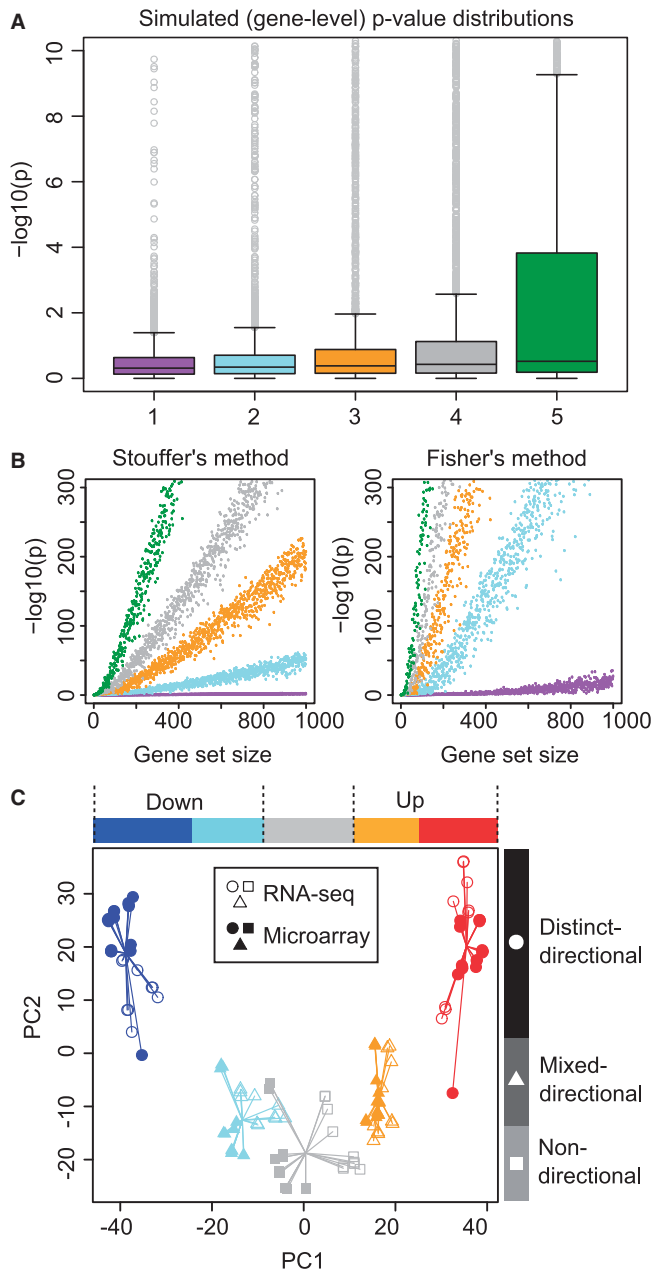 A
Simulated (gene-level) p-value distributions
−log10(p)
10
8
6
4
2
0
1 2 3 4 5
B
Stouffer's method
−log10(p)
300
200
100
0
0 400 1000
Gene set size
Fisher's method
−log10(p)
300
200
100
0
0 400 1000
Gene set size
C
Down Up
RNA-seq
Microarray
PC2
30
20
10
0
-10
-20
-40 -20 0 20 40
PC1
Distinct-
directional
Mixed-
directional
Non-
directional